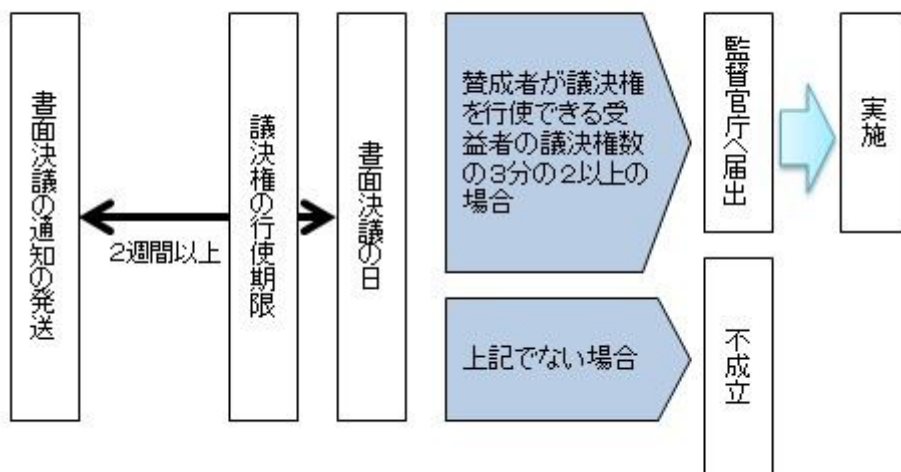 書面決議の通知の発送
2週間以上
議決権の行使期限
書面決議の日
賛成者が議決権
を行使できる受
益者の議決権数
の3分の2以上の
場合
監督官庁へ届出
実施
上記でない場合
不成立